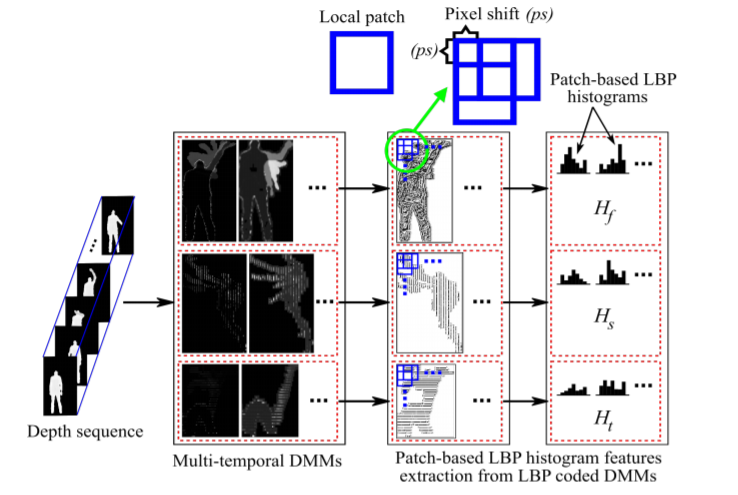 Local patch
Pixel shift (ps)
(ps)
Patch-based LBP
histograms
...
...
...
H_f
...
...
...
H_s
...
...
...
H_t
Depth sequence
Multi-temporal DMMs
Patch-based LBP histogram features
extraction from LBP coded DMMs